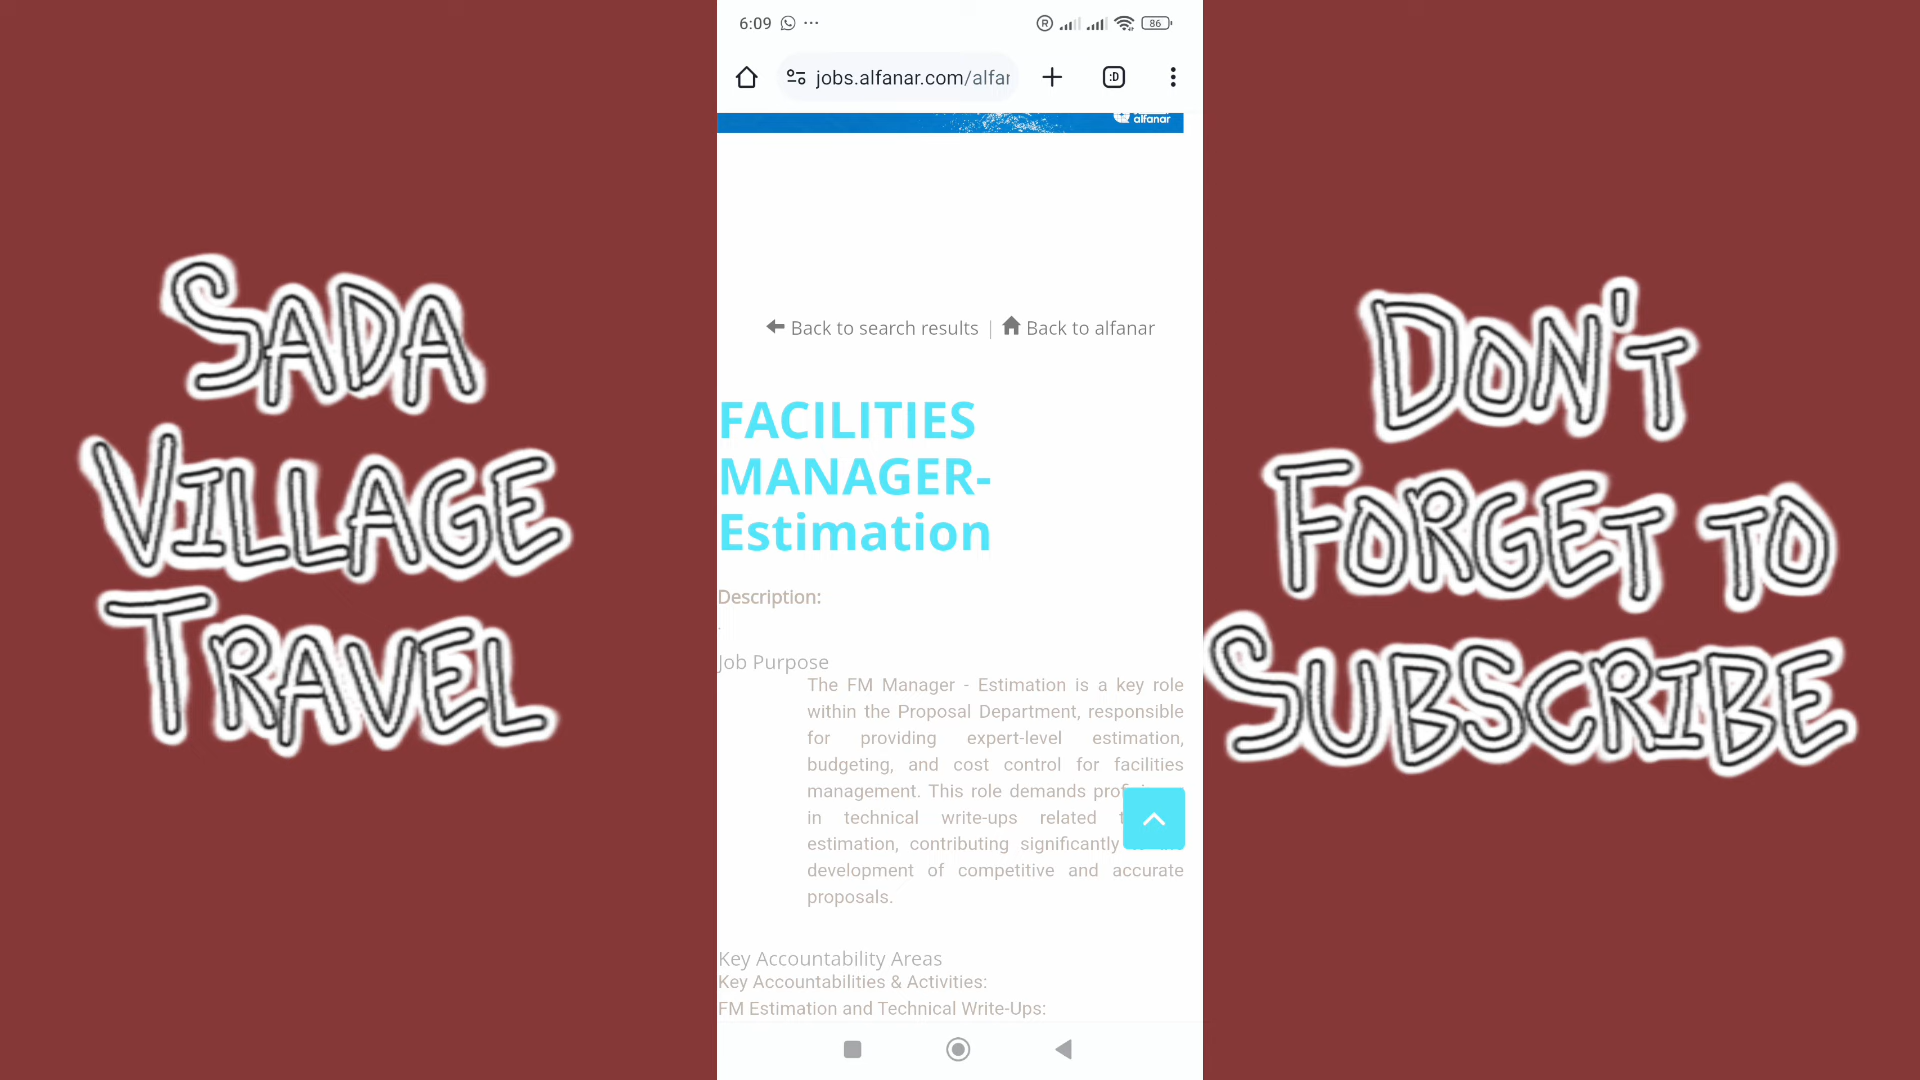 SADA
VILLAGE
TRAVEL
6:09
86
jobs.alfanar.com/alfar
:D
alfanar
Back to search results | Back to alfanar
FACILITIES
MANAGER-
Estimation
Description:
.
Job Purpose
The FM Manager - Estimation is a key role
within the Proposal Department, responsible
for providing expert-level estimation,
budgeting, and cost control for facilities
management. This role demands
in technical write-ups related
estimation, contributing significantly
development of competitive and accurate
proposals.
Key Accountability Areas
Key Accountabilities & Activities:
FM Estimation and Technical Write-Ups:
DON'T
FORGET TO
SUBSCRIBE